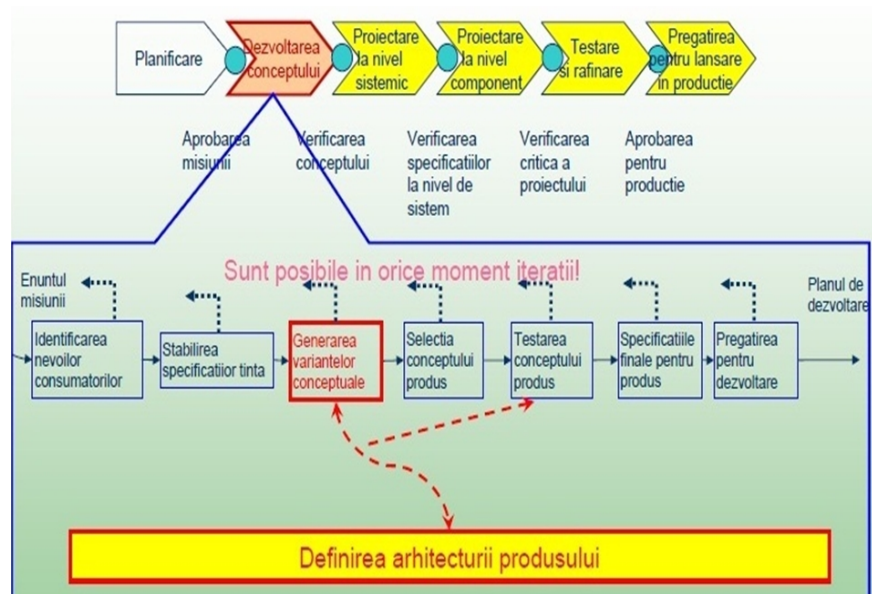 Planificare
Dezvoltarea
conceptului
Proiectare
la nivel
sistemic
Proiectare
la nivel
component
Testare
si rafinare
Pregatirea
pentru lansare
in productie
Aprobarea
misiunii
Verificarea
conceptului
Verificarea
specificatiilor
la nivel de
sistem
Verificarea
critica a
proiectului
Aprobarea
pentru
productie
Sunt posibile in orice moment iteratii!
Enuntul
misiunii
Planul de
dezvoltare
Identificarea
nevoilor
consumatorilor
Stabilirea
specificatiior tinta
Generarea
variantelor
conceptuale
Selectia
conceptului
produs
Testarea
conceptului
produs
Specificatiile
finale pentru
produs
Pregatirea
pentru
dezvoltare
Definirea arhitecturii produsului